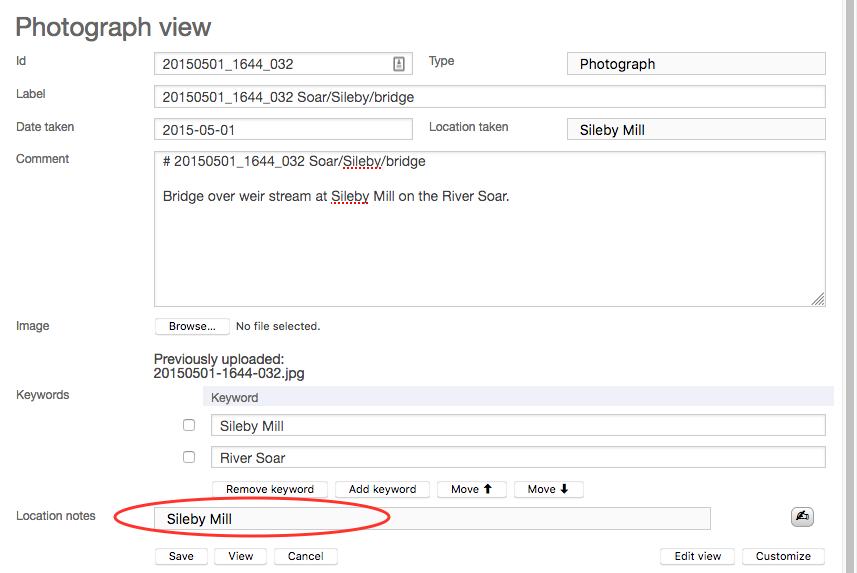 Photograph view
Id 20150501_1644_032 Type Photograph
Label 20150501_1644_032 Soar/Sileby/bridge
Date taken 2015-05-01 Location taken Sileby Mill
Comment # 20150501_1644_032 Soar/Sileby/bridge
Bridge over weir stream at Sileby Mill on the River Soar.
Image Browse... No file selected.
Previously uploaded:
20150501-1644-032.jpg
Keywords Keyword
Sileby Mill
River Soar
Remove keyword Add keyword Move ⬆ Move ⬇
Location notes Sileby Mill ✍
Save View Cancel Edit view Customize